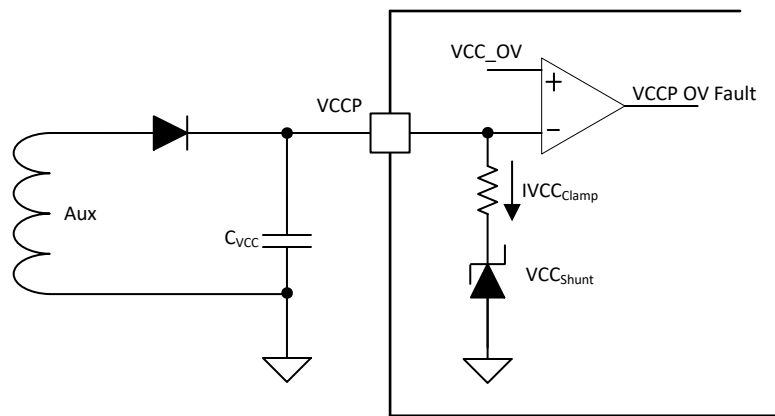 VCC_OV
VCCP OV Fault
VCCP
+
−
IVCCClamp
Aux
CVCC
VCCShunt